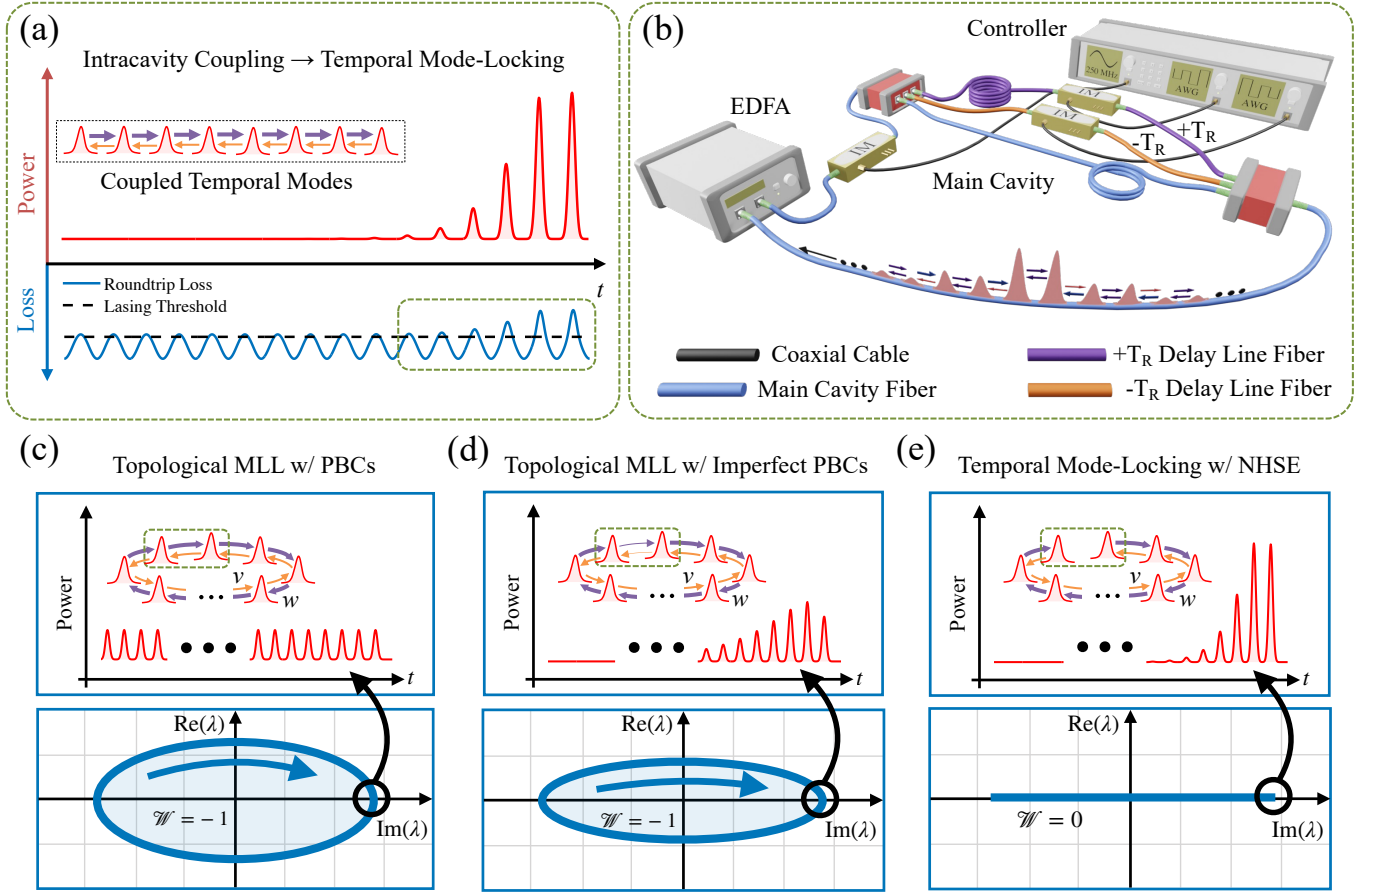 (a)
Intracavity Coupling → Temporal Mode-Locking
Coupled Temporal Modes
Power
t
Loss
Roundtrip Loss
Lasing Threshold
(b)
Controller
250 MHz
AWG
AWG
EDFA
IM
IM
IM
+T_R
-T_R
Main Cavity
Coaxial Cable
+T_R Delay Line Fiber
Main Cavity Fiber
-T_R Delay Line Fiber
(c)
Topological MLL w/ PBCs
Power
v
w
t
Re(λ)
𝒲 = − 1
Im(λ)
(d)
Topological MLL w/ Imperfect PBCs
Power
v
w
t
Re(λ)
𝒲 = − 1
Im(λ)
(e)
Temporal Mode-Locking w/ NHSE
Power
v
w
t
Re(λ)
𝒲 = 0
Im(λ)